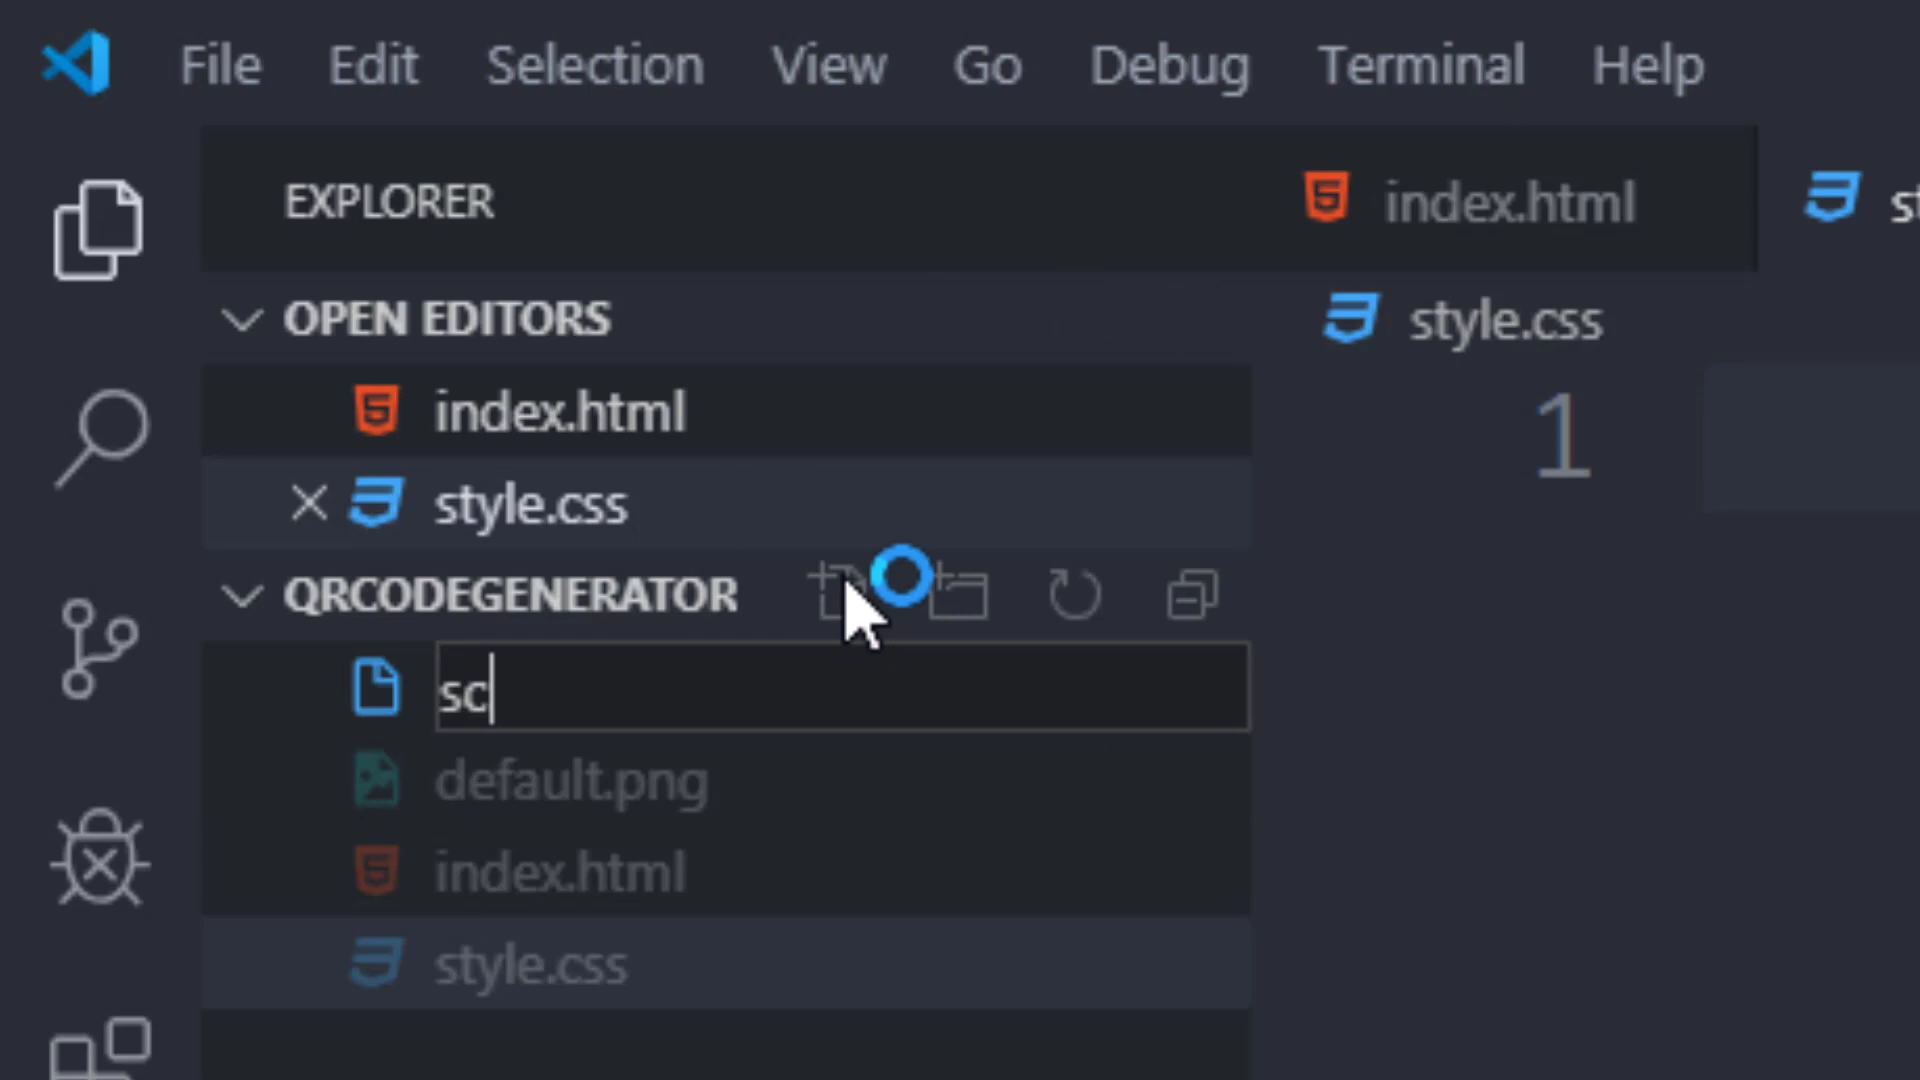 File Edit Selection View Go Debug Terminal Help
EXPLORER
index.html
OPEN EDITORS
style.css
index.html
1
style.css
QRCODEGENERATOR
sc
default.png
index.html
style.css